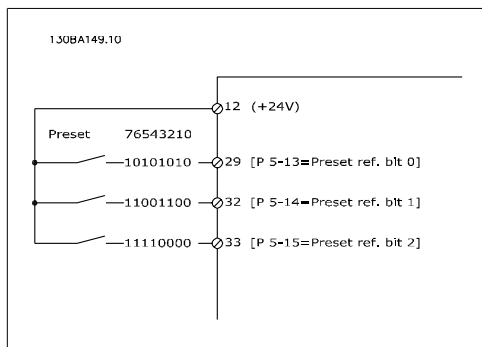 130BA149.10
12 (+24V)
Preset 76543210
10101010 29 [P 5-13=Preset ref. bit 0]
11001100 32 [P 5-14=Preset ref. bit 1]
11110000 33 [P 5-15=Preset ref. bit 2]